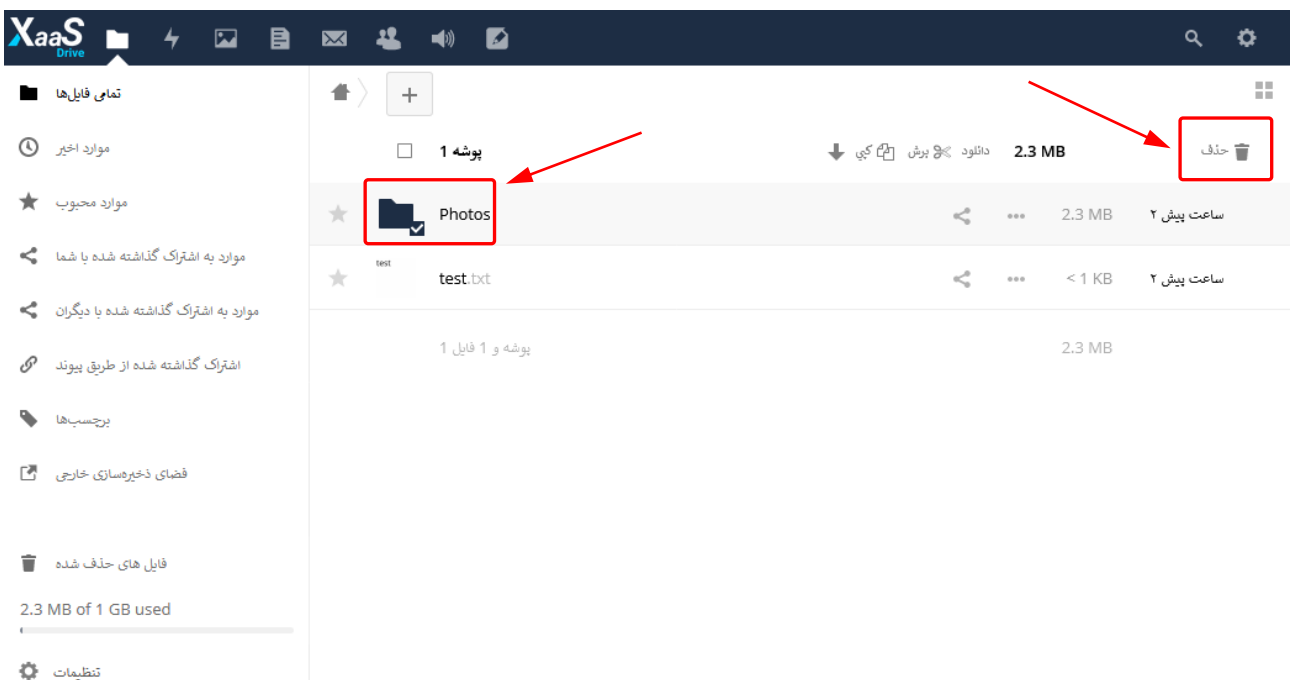 XaaS
Drive
تمامی فایل‌ها
موارد اخیر
موارد محبوب
موارد به اشتراک گذاشته شده با شما
موارد به اشتراک گذاشته شده با دیگران
اشتراک گذاشته شده از طریق پیوند
برچسب‌ها
فضای ذخیره‌سازی خارجی
فایل های حذف شده
2.3 MB of 1 GB used
تنظیمات
+
پوشه 1
کپی برش دانلود
2.3 MB
حذف
Photos
2.3 MB
ساعت پیش ۲
test
test.txt
< 1 KB
ساعت پیش ۲
پوشه و 1 فایل 1
2.3 MB